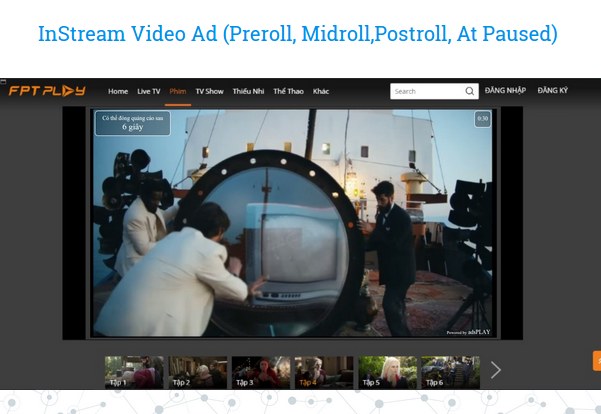 InStream Video Ad (Preroll, Midroll,Postroll, At Paused)
FPT PLAY Home Live TV Phim TV Show Thiếu Nhi Thể Thao Khác Search ĐĂNG NHẬP ĐĂNG KÝ
Có thể đóng quảng cáo sau
6 giây
0:30
Powered by adsPLAY
Tập 1 Tập 2 Tập 3 Tập 4 Tập 5 Tập 6